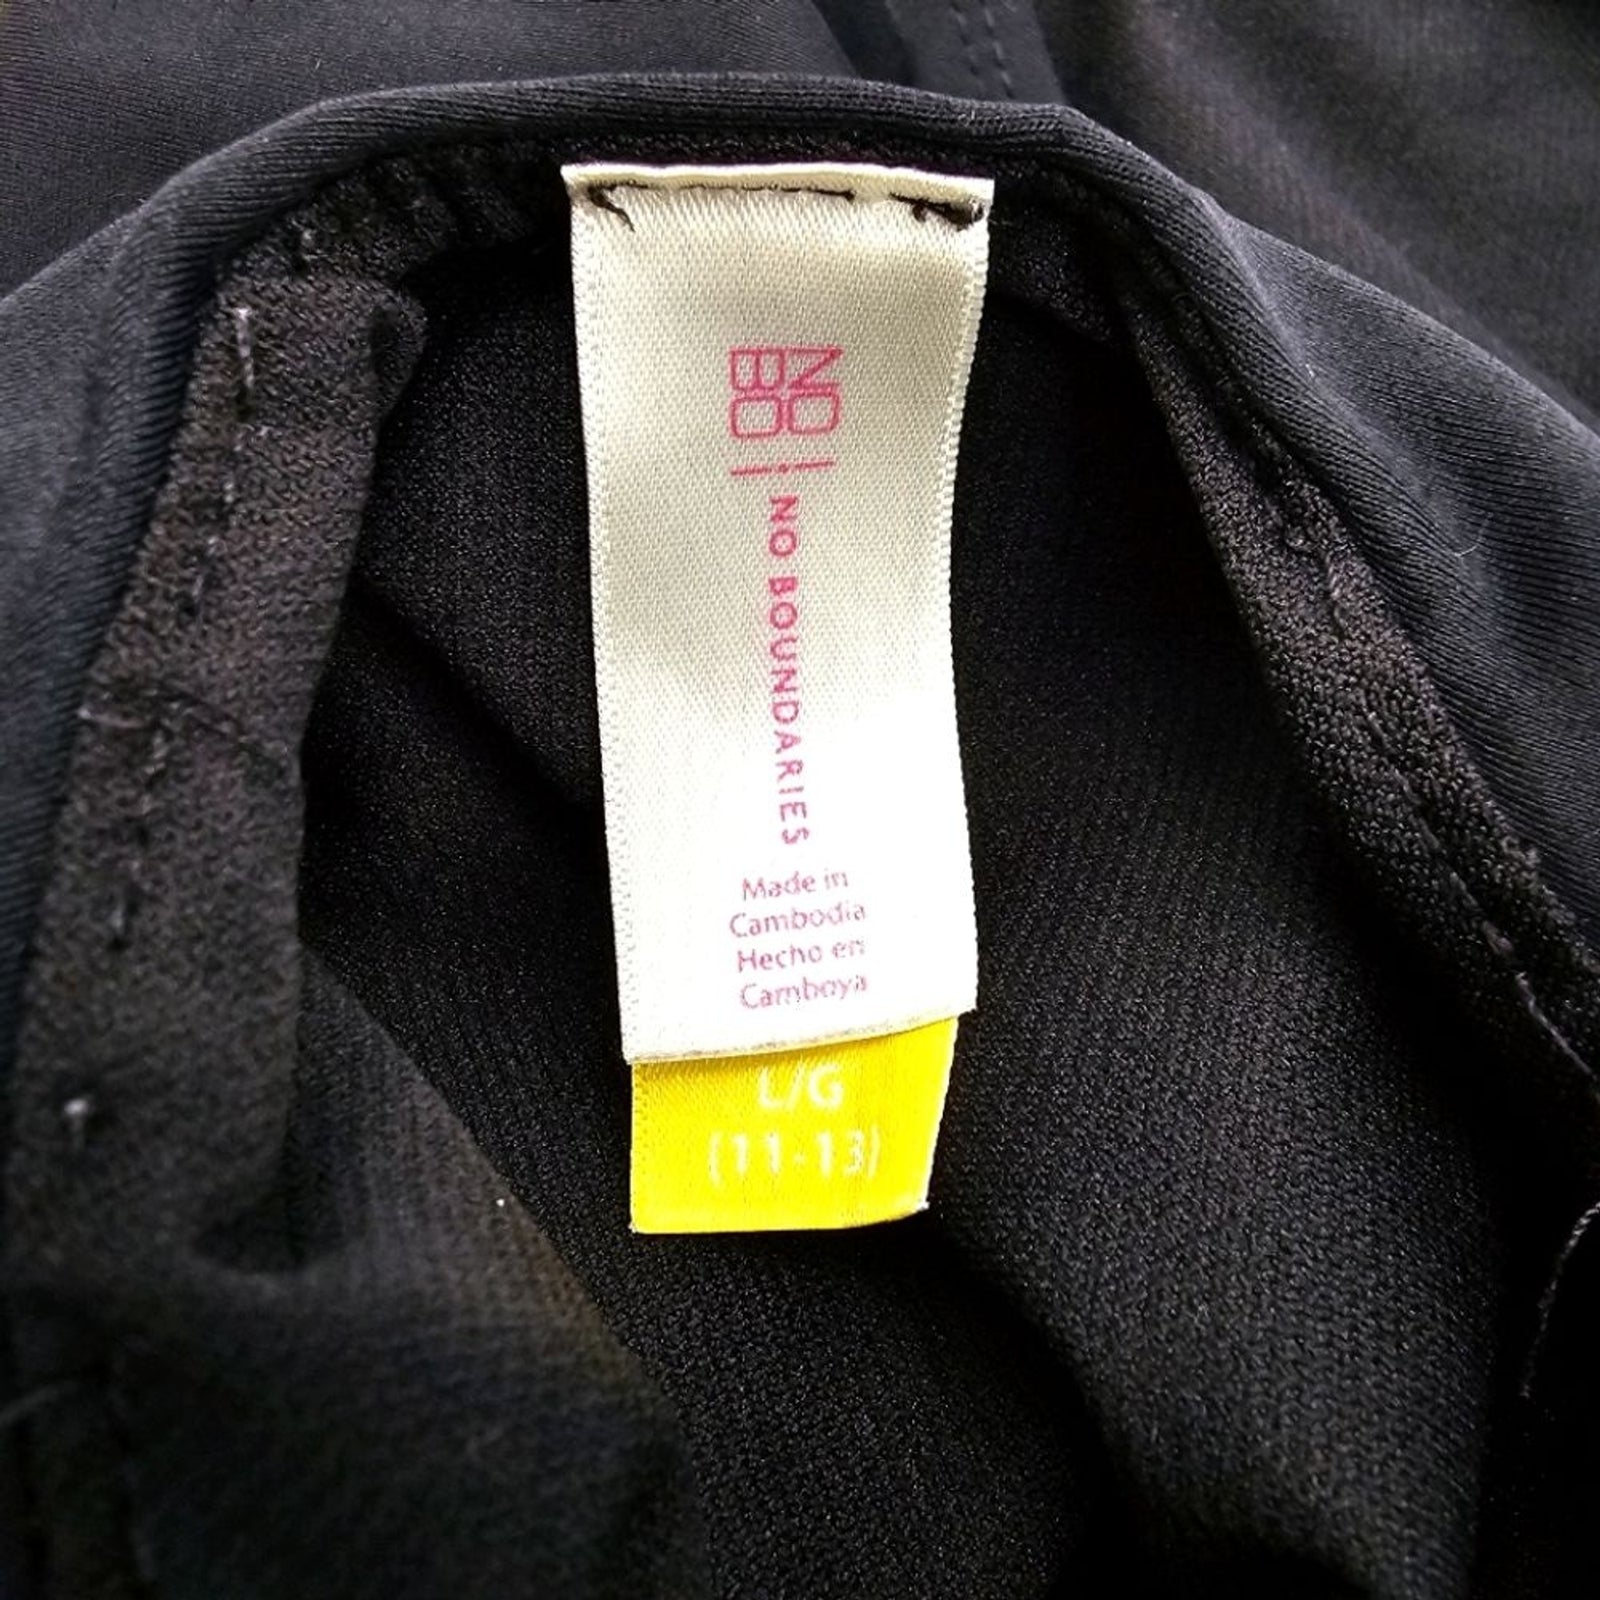 NO
BO
NO BOUNDARIES
Made in
Cambodia
Hecho en
Camboya
L/G
(11-13)